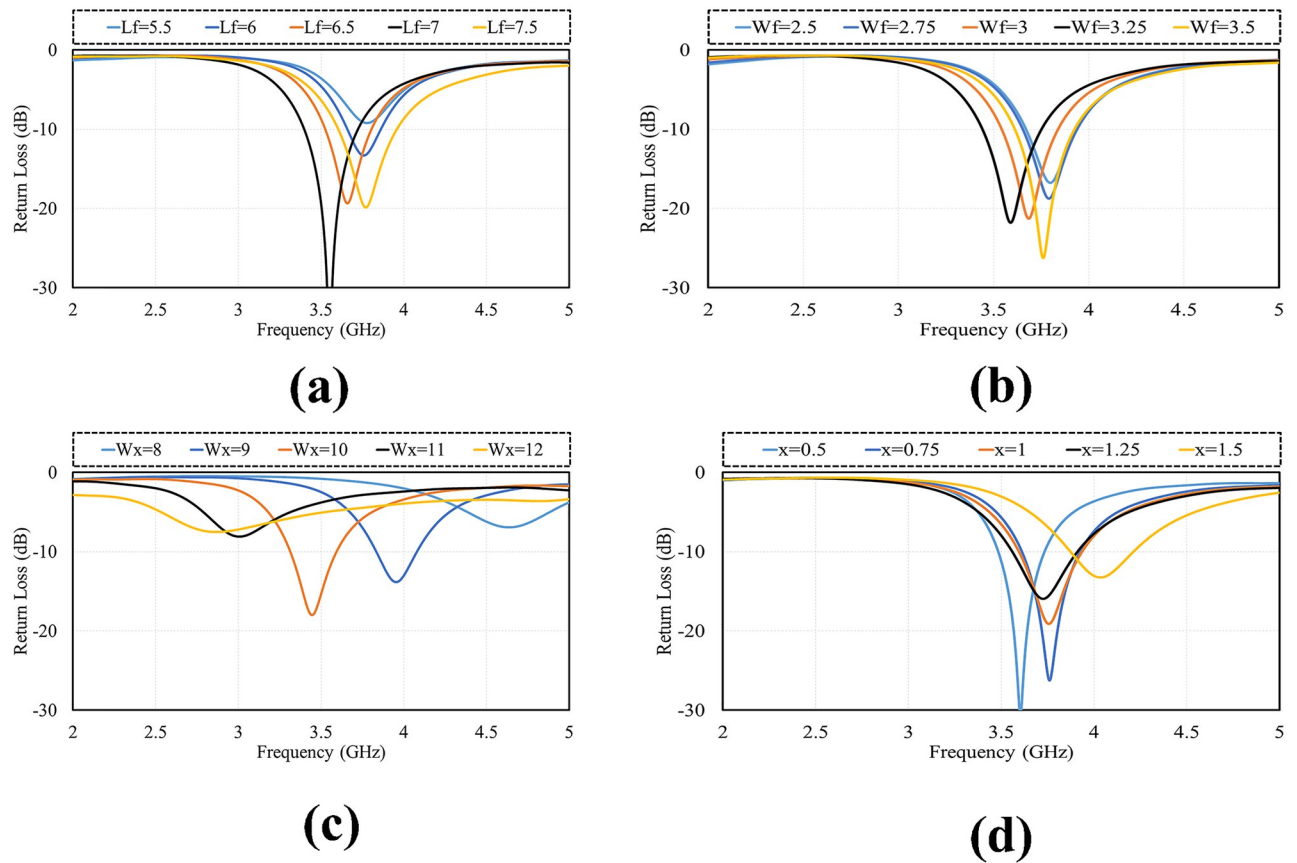 Lf=5.5 Lf=6 Lf=6.5 Lf=7 Lf=7.5
0
-10
-20
-30
Return Loss (dB)
2 2.5 3 3.5 4 4.5 5
Frequency (GHz)
(a)
Wf=2.5 Wf=2.75 Wf=3 Wf=3.25 Wf=3.5
0
-10
-20
-30
Return Loss (dB)
2 2.5 3 3.5 4 4.5 5
Frequency (GHz)
(b)
Wx=8 Wx=9 Wx=10 Wx=11 Wx=12
0
-10
-20
-30
Return Loss (dB)
2 2.5 3 3.5 4 4.5 5
Frequency (GHz)
(c)
x=0.5 x=0.75 x=1 x=1.25 x=1.5
0
-10
-20
-30
Return Loss (dB)
2 2.5 3 3.5 4 4.5 5
Frequency (GHz)
(d)